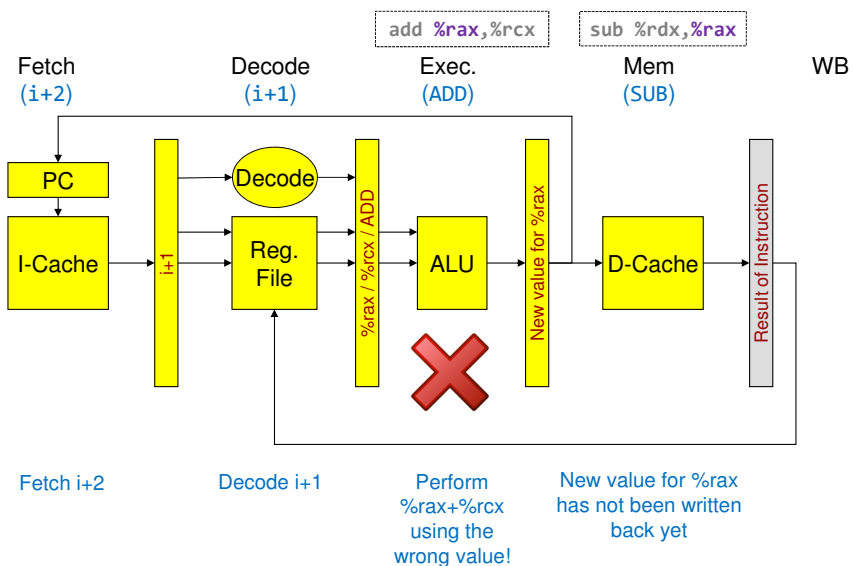 add %rax,%rcx
sub %rdx,%rax
Fetch
(i+2)
Decode
(i+1)
Exec.
(ADD)
Mem
(SUB)
WB
PC
I-Cache
i+1
Decode
Reg.
File
%rax / %rcx / ADD
ALU
New value for %rax
D-Cache
Result of Instruction
Fetch i+2
Decode i+1
Perform
%rax+%rcx
using the
wrong value!
New value for %rax
has not been written
back yet